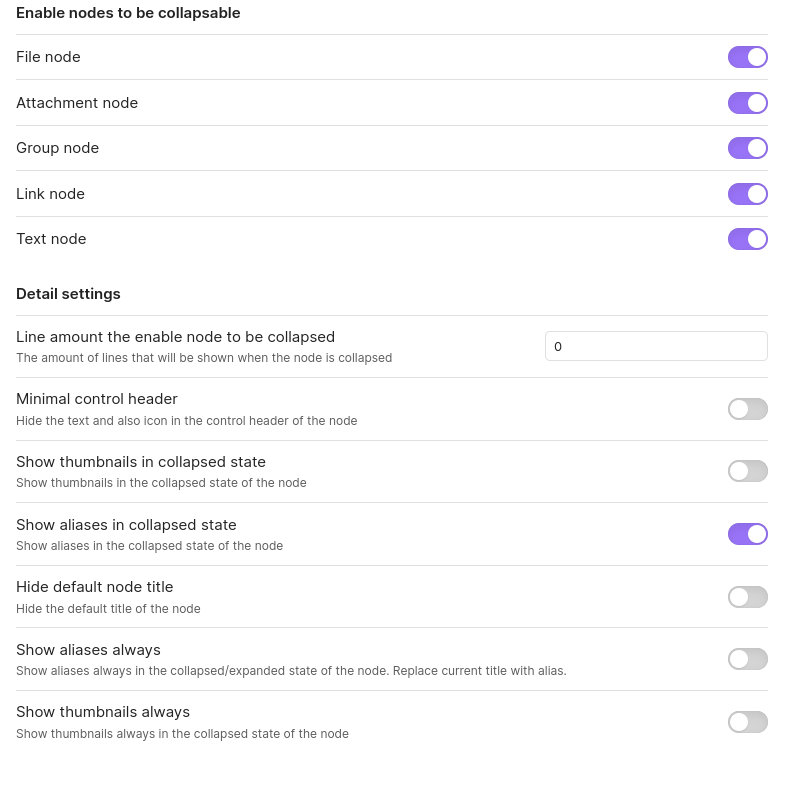 Enable nodes to be collapsable
File node
Attachment node
Group node
Link node
Text node
Detail settings
Line amount the enable node to be collapsed
The amount of lines that will be shown when the node is collapsed
0
Minimal control header
Hide the text and also icon in the control header of the node
Show thumbnails in collapsed state
Show thumbnails in the collapsed state of the node
Show aliases in collapsed state
Show aliases in the collapsed state of the node
Hide default node title
Hide the default title of the node
Show aliases always
Show aliases always in the collapsed/expanded state of the node. Replace current title with alias.
Show thumbnails always
Show thumbnails always in the collapsed state of the node